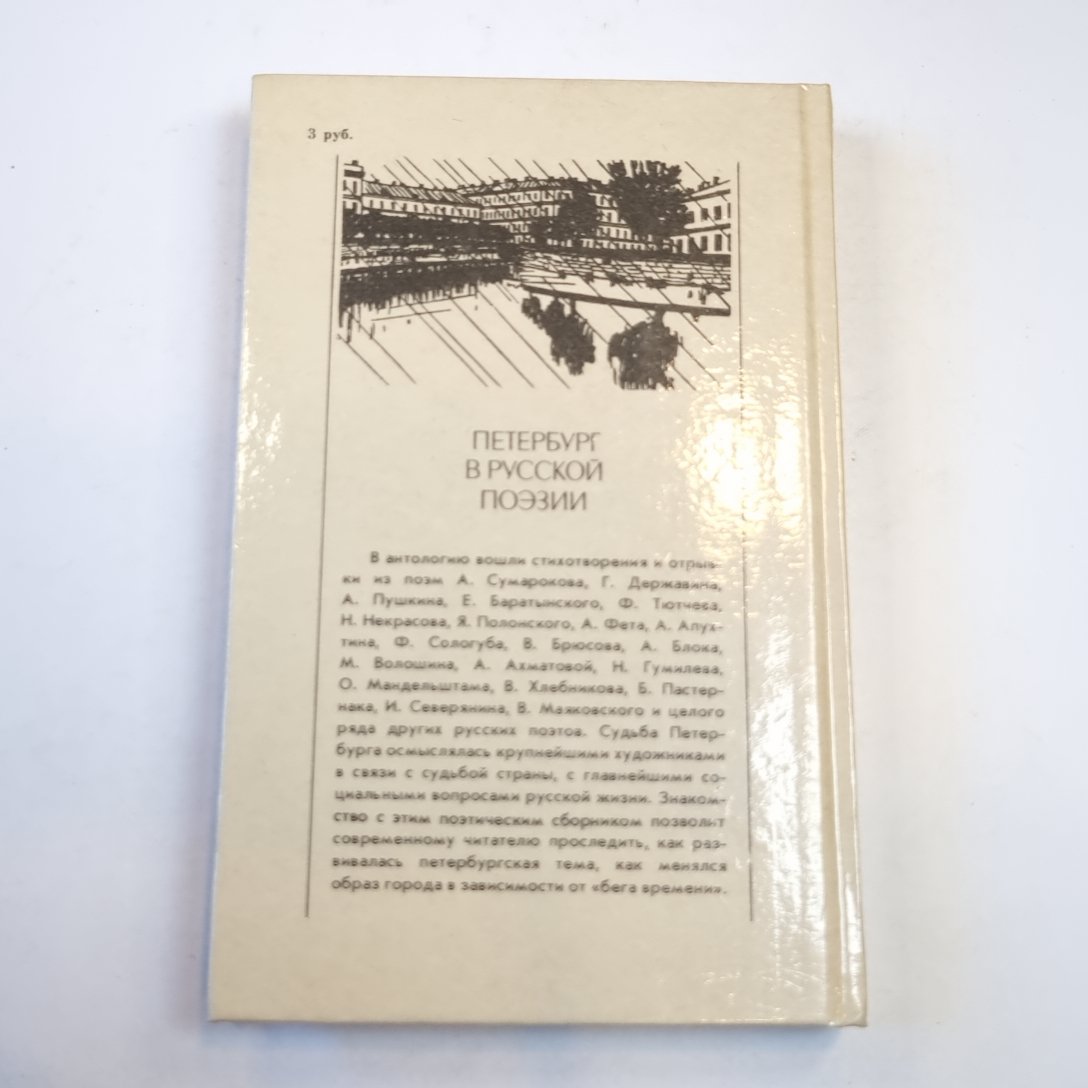 3 руб.
ПЕТЕРБУРГ
В РУССКОЙ
ПОЭЗИИ
В антологию вошли стихотворения и отрыв-
ки из поэм А. Сумарокова, Г. Державина,
А. Пушкина, Е. Баратынского, Ф. Тютчева,
Н. Некрасова, Я. Полонского, А. Фета, А. Апух-
тина, Ф. Сологуба, В. Брюсова, А. Блока,
М. Волошина, А. Ахматовой, Н. Гумилева,
О. Мандельштама, В. Хлебникова, Б. Пастер-
нака, И. Северянина, В. Маяковского и целого
ряда других русских поэтов. Судьба Петер-
бурга осмыслялась крупнейшими художниками
в связи с судьбой страны, с главнейшими со-
циальными вопросами русской жизни. Знаком-
ство с этим поэтическим сборником позволит
современному читателю проследить, как раз-
вивалась петербургская тема, как менялся
образ города в зависимости от «бега времени».